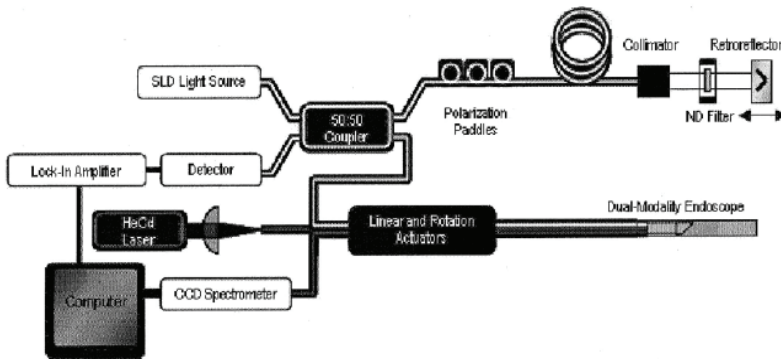 Collimator
Retroreflector
SLD Light Source
50:50
Coupler
Polarization
Paddles
ND Filter
Lock-In Amplifier
Detector
Dual-Modality Endoscope
HeCd
Laser
Linear and Rotation
Actuators
Computer
CCD Spectrometer